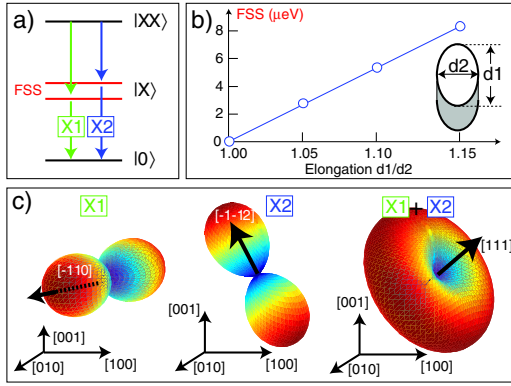 a)
|XX⟩
FSS
|X⟩
X1
X2
|0⟩
b)
FSS (μeV)
8
6
4
2
0
1.00
1.05
1.10
1.15
Elongation d1/d2
d2
d1
c)
X1
X2
X1 + X2
[-110]
[-1-12]
[111]
[001]
[010]
[100]
[001]
[010]
[100]
[001]
[010]
[100]